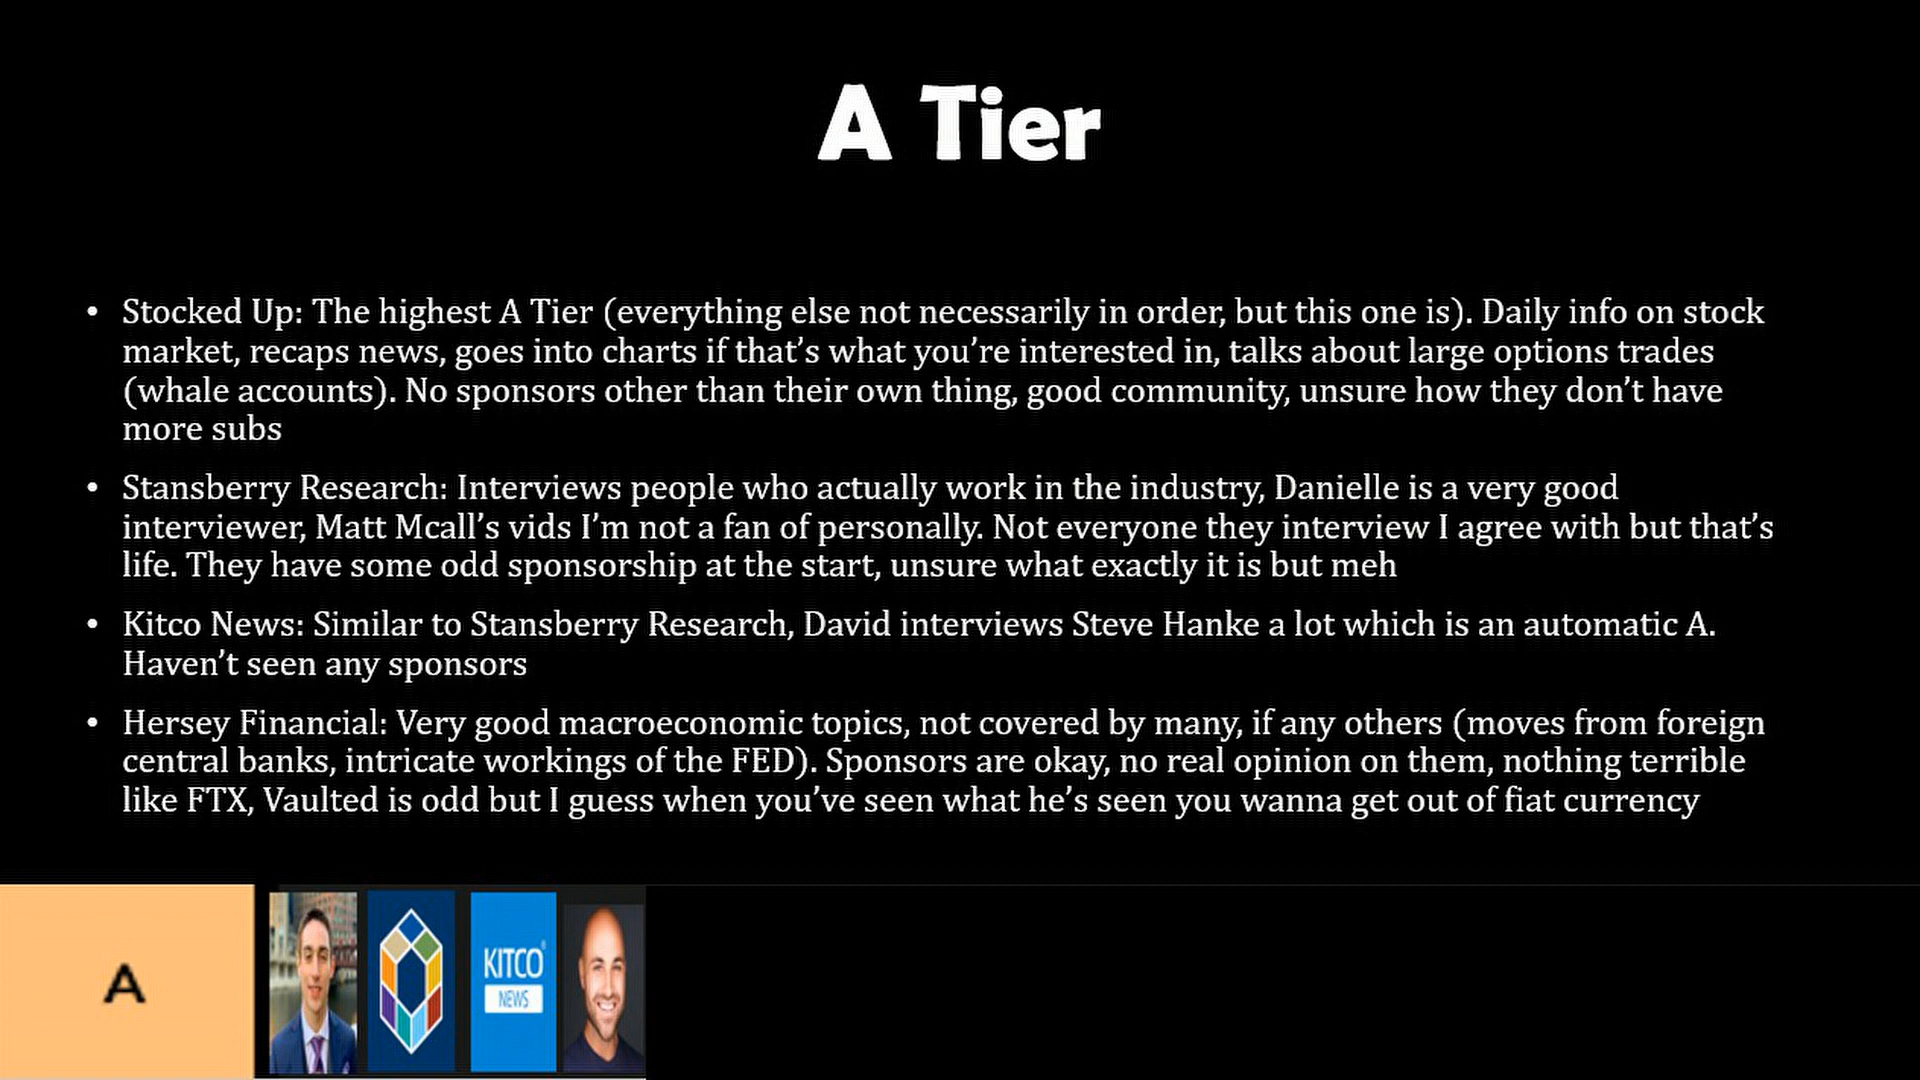 A Tier
• Stocked Up: The highest A Tier (everything else not necessarily in order, but this one is). Daily info on stock
market, recaps news, goes into charts if that’s what you’re interested in, talks about large options trades
(whale accounts). No sponsors other than their own thing, good community, unsure how they don’t have
more subs
• Stansberry Research: Interviews people who actually work in the industry, Danielle is a very good
interviewer, Matt Mcall’s vids I’m not a fan of personally. Not everyone they interview I agree with but that’s
life. They have some odd sponsorship at the start, unsure what exactly it is but meh
• Kitco News: Similar to Stansberry Research, David interviews Steve Hanke a lot which is an automatic A.
Haven’t seen any sponsors
• Hersey Financial: Very good macroeconomic topics, not covered by many, if any others (moves from foreign
central banks, intricate workings of the FED). Sponsors are okay, no real opinion on them, nothing terrible
like FTX, Vaulted is odd but I guess when you’ve seen what he’s seen you wanna get out of fiat currency
A
KITCO®
NEWS